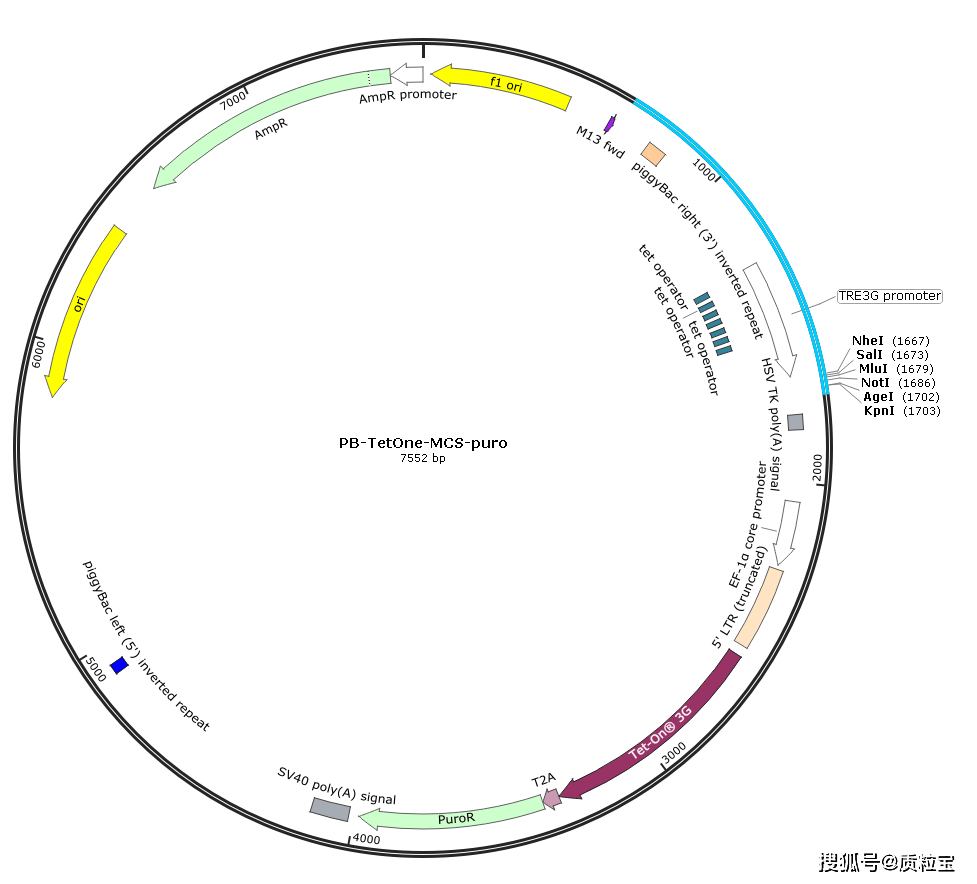 f1 ori
AmpR promoter
AmpR
7000
M13 fwd
piggyBac right (3') inverted repeat
1000
TRE3G promoter
tet operator
tet operator
tet operator
NheI (1667)
SalI (1673)
MluI (1679)
NotI (1686)
AgeI (1702)
KpnI (1703)
HSV TK poly(A) signal
2000
EF-1α core promoter
5' LTR (truncated)
Tet-On® 3G
3000
T2A
PuroR
SV40 poly(A) signal
4000
piggyBac left (5') inverted repeat
5000
6000
ori
PB-TetOne-MCS-puro
7552 bp
搜狐号@质粒宝